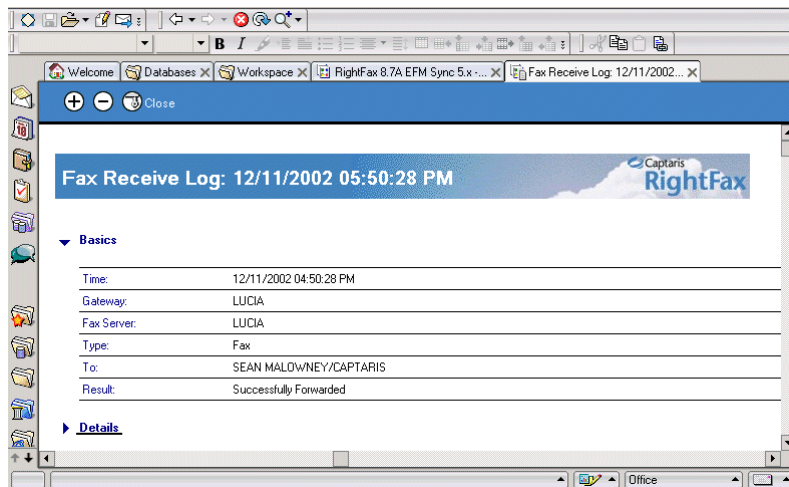 B I
Welcome Databases Workspace RightFax 8.7A EFM Sync 5.x -... Fax Receive Log: 12/11/2002...
Close
Fax Receive Log: 12/11/2002 05:50:28 PM
Captaris
RightFax
Basics
Time: 12/11/2002 04:50:28 PM
Gateway: LUCIA
Fax Server: LUCIA
Type: Fax
To: SEAN MALOWNEY/CAPTARIS
Result: Successfully Forwarded
Details
Office